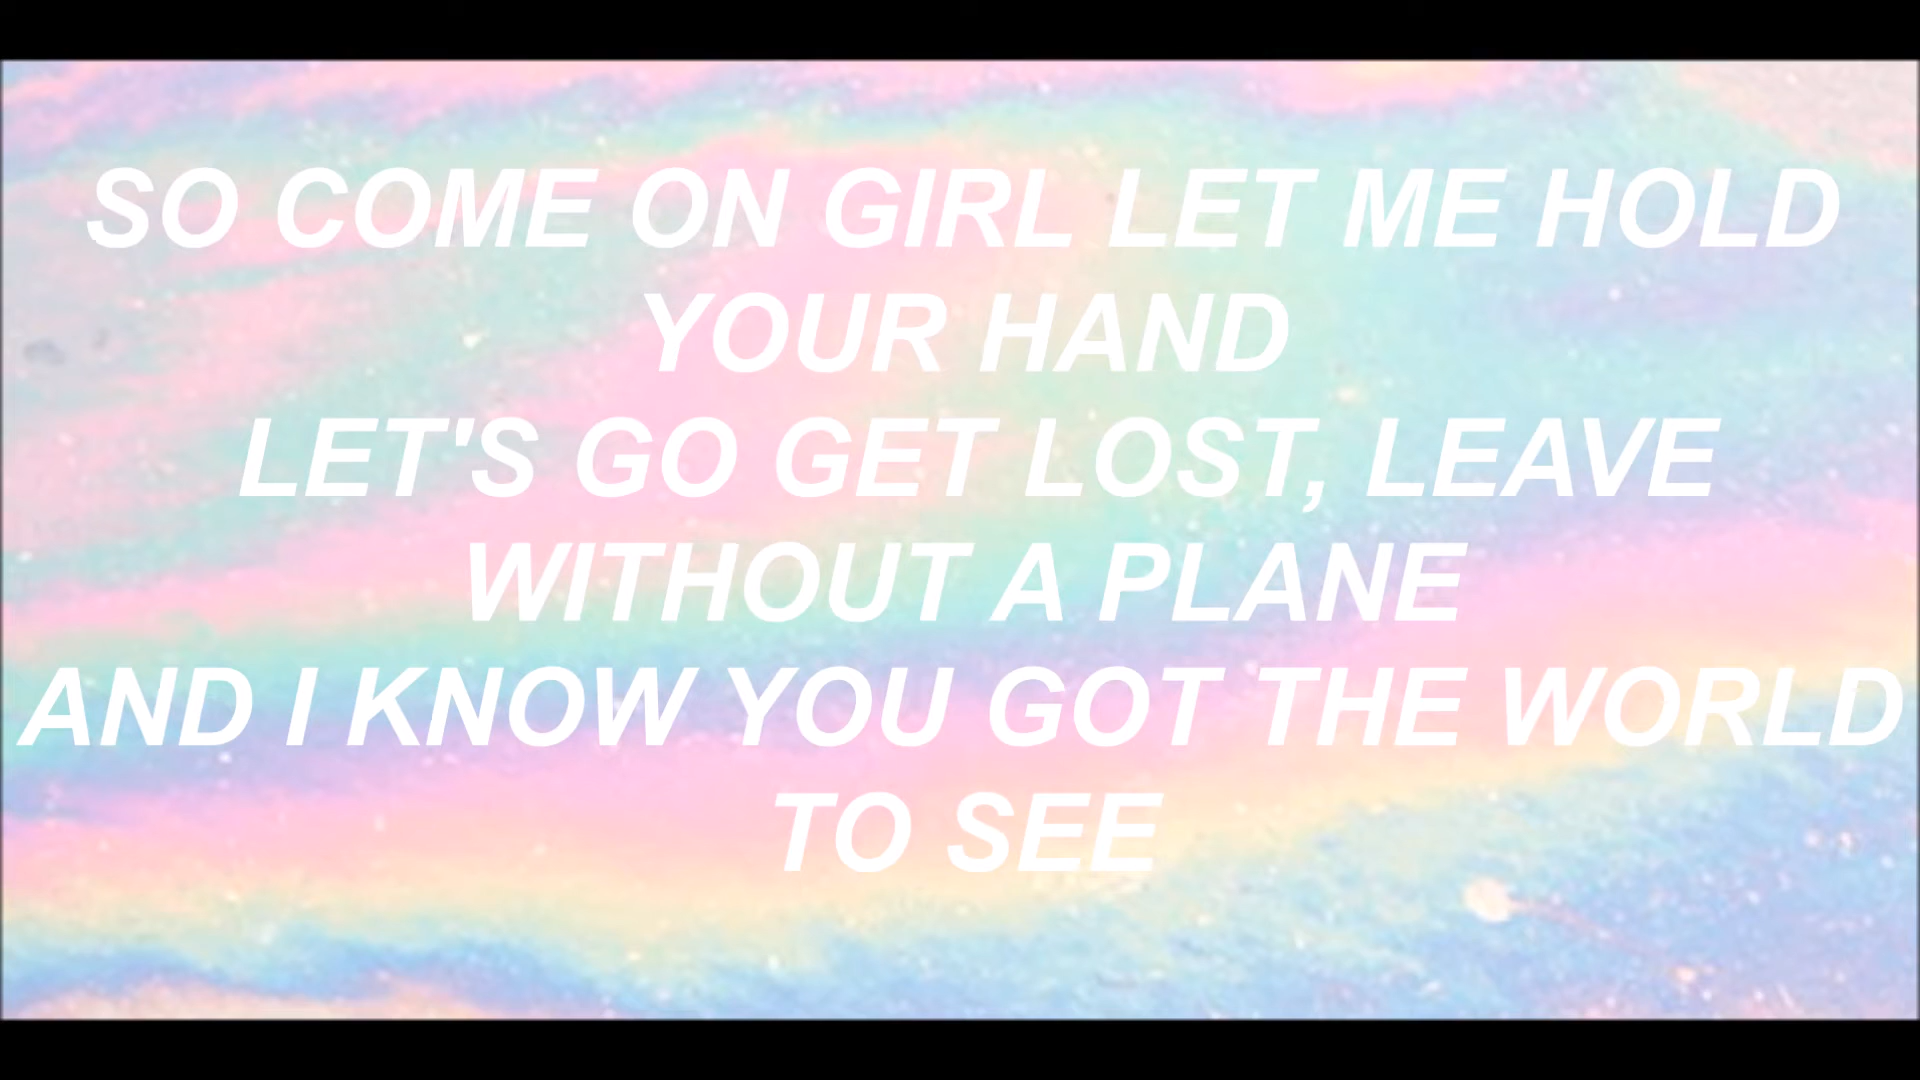 SO COME ON GIRL LET ME HOLD
YOUR HAND
LET'S GO GET LOST, LEAVE
WITHOUT A PLANE
AND I KNOW YOU GOT THE WORLD
TO SEE